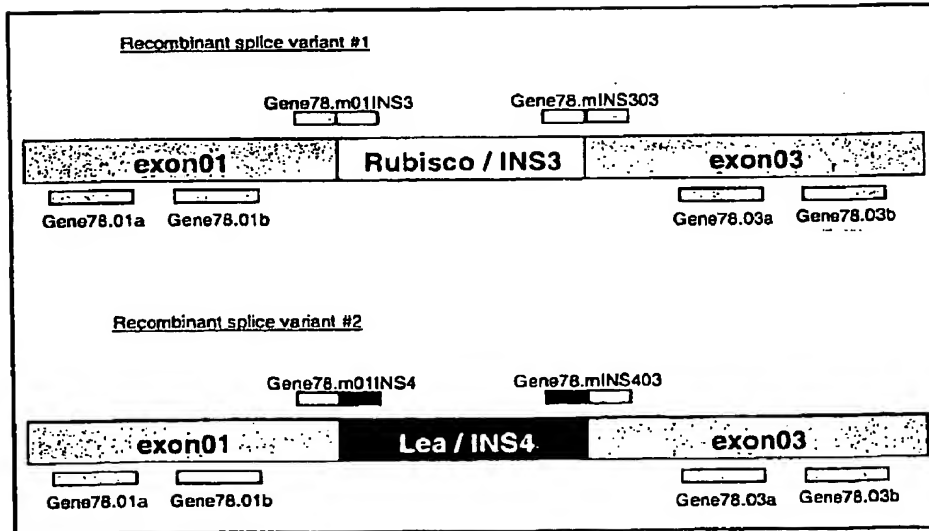 Recombinant splice variant #1
Gene78.m01INS3 Gene78.mINS303
exon01 Rubisco / INS3 exon03
Gene78.01a Gene78.01b Gene78.03a Gene78.03b
Recombinant splice variant #2
Gene78.m01INS4 Gene78.mINS403
exon01 Lea / INS4 exon03
Gene78.01a Gene78.01b Gene78.03a Gene78.03b